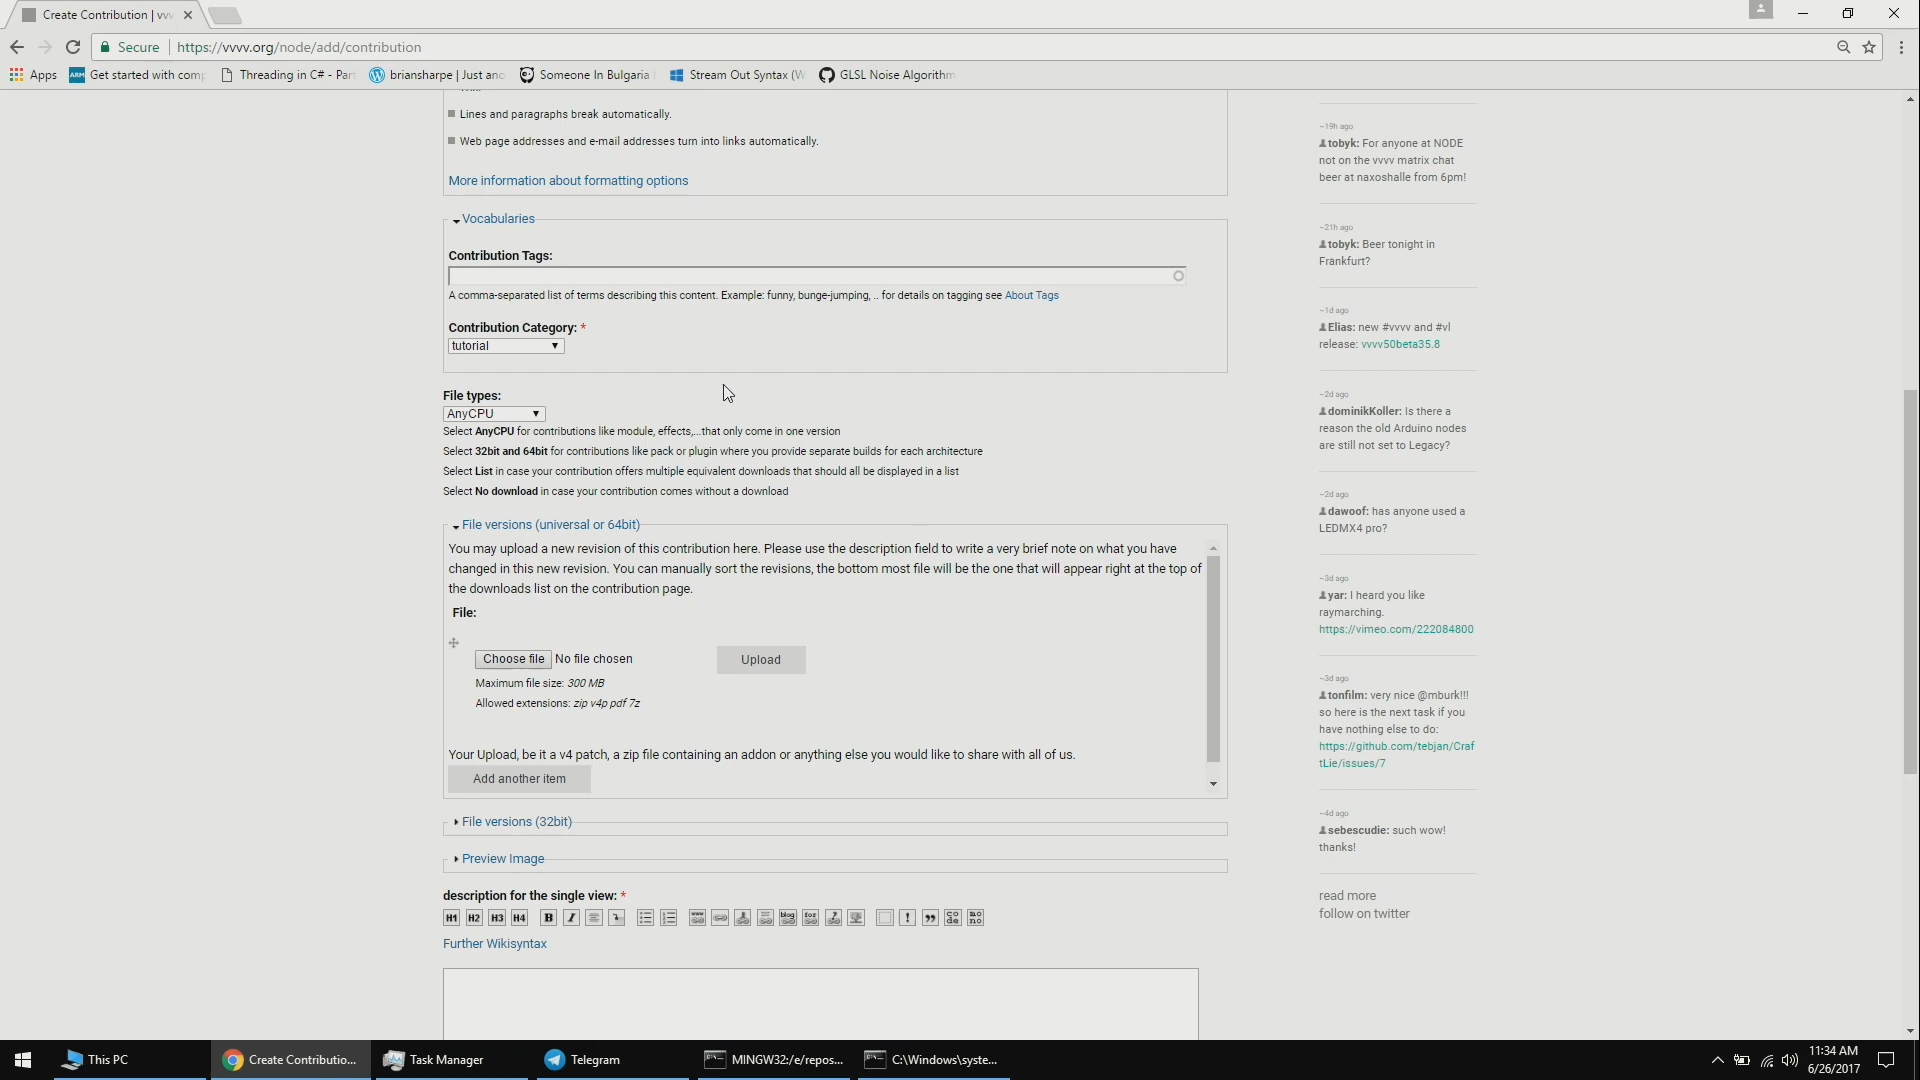 Create Contribution | vvv
Secure
https://vvvv.org/node/add/contribution
Apps
Get started with comp
Threading in C# - Part
briansharpe | Just ano
Someone In Bulgaria
Stream Out Syntax (W
GLSL Noise Algorithm
Lines and paragraphs break automatically.
Web page addresses and e-mail addresses turn into links automatically.
More information about formatting options
Vocabularies
Contribution Tags:
A comma-separated list of terms describing this content. Example: funny, bunge-jumping, .. for details on tagging see About Tags
Contribution Category: *
tutorial
File types:
AnyCPU
Select AnyCPU for contributions like module, effects,...that only come in one version
Select 32bit and 64bit for contributions like pack or plugin where you provide separate builds for each architecture
Select List in case your contribution offers multiple equivalent downloads that should all be displayed in a list
Select No download in case your contribution comes without a download
File versions (universal or 64bit)
You may upload a new revision of this contribution here. Please use the description field to write a very brief note on what you have
changed in this new revision. You can manually sort the revisions, the bottom most file will be the one that will appear right at the top of
the downloads list on the contribution page.
File:
Choose file No file chosen
Upload
Maximum file size: 300 MB
Allowed extensions: zip v4p pdf 7z
Your Upload, be it a v4 patch, a zip file containing an addon or anything else you would like to share with all of us.
Add another item
File versions (32bit)
Preview Image
description for the single view: *
H1 H2 H3 H4 B I
Further Wikisyntax
~19h ago
tobyk: For anyone at NODE
not on the vvvv matrix chat
beer at naxoshalle from 6pm!
~21h ago
tobyk: Beer tonight in
Frankfurt?
~1d ago
Elias: new #vvvv and #vl
release: vvvv50beta35.8
~2d ago
dominikKoller: Is there a
reason the old Arduino nodes
are still not set to Legacy?
~2d ago
dawoof: has anyone used a
LEDMX4 pro?
~3d ago
yar: I heard you like
raymarching.
https://vimeo.com/222084800
~3d ago
tonfilm: very nice @mburk!!!
so here is the next task if you
have nothing else to do:
https://github.com/tebjan/Craf
tLie/issues/7
~4d ago
sebescudie: such wow!
thanks!
read more
follow on twitter
This PC
Create Contributio...
Task Manager
Telegram
MINGW32:/e/repos...
C:\Windows\syste...
11:34 AM
6/26/2017